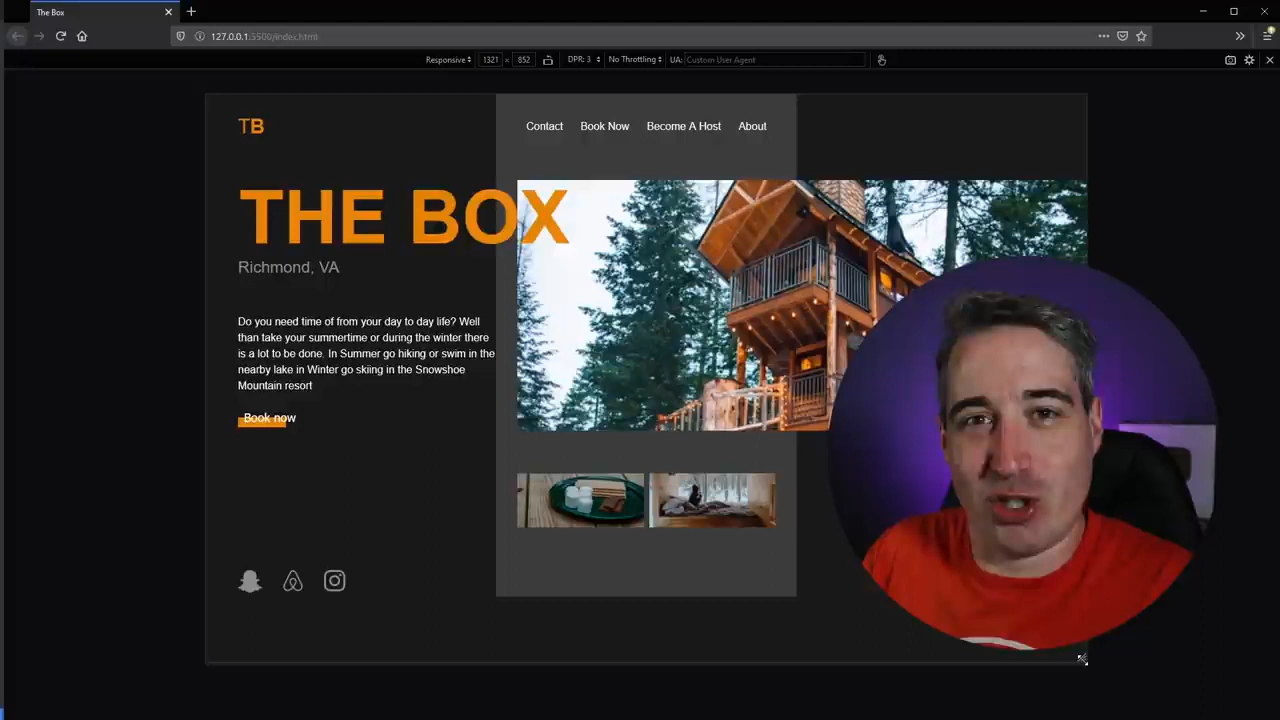 The Box
127.0.0.1:5500/index.html
Responsive 1321 × 852 DPR: 3 No Throttling UA: Custom User Agent
TB
Contact Book Now Become A Host About
THE BOX
Richmond, VA
Do you need time of from your day to day life? Well
than take your summertime or during the winter there
is a lot to be done. In Summer go hiking or swim in the
nearby lake in Winter go skiing in the Snowshoe
Mountain resort
Book now